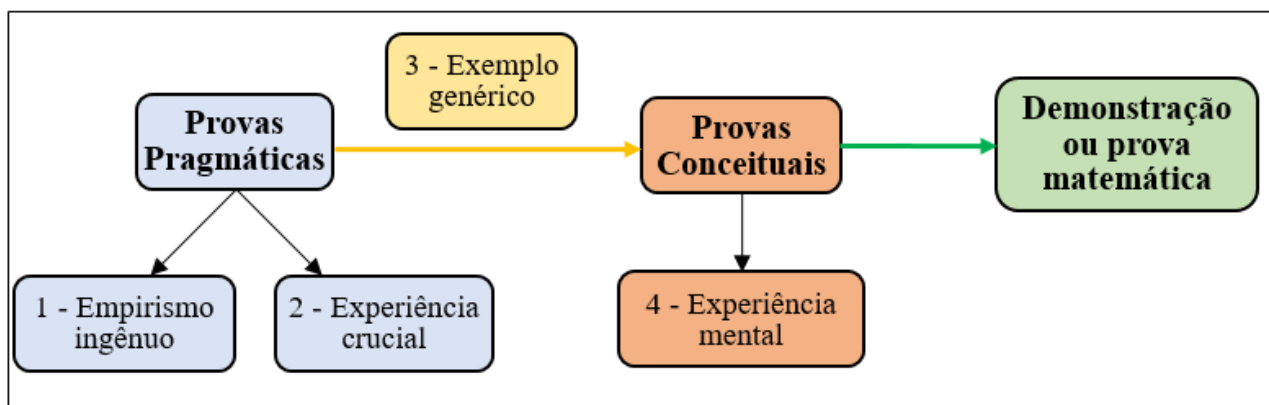 3 - Exemplo
genérico
Provas
Pragmáticas
Provas
Conceituais
Demonstração
ou prova
matemática
1 - Empirismo
ingênuo
2 - Experiência
crucial
4 - Experiência
mental